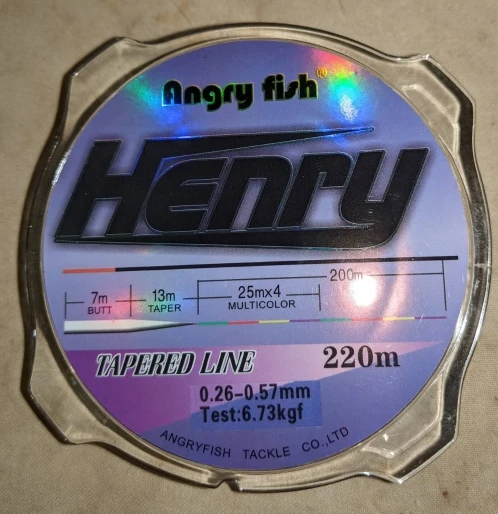 Angry fish®
HENRY
200m
7m 13m 25mx4
BUTT TAPER MULTICOLOR
TAPERED LINE 220m
0.26-0.57mm
Test:6.73kgf
ANGRYFISH TACKLE CO.,LTD